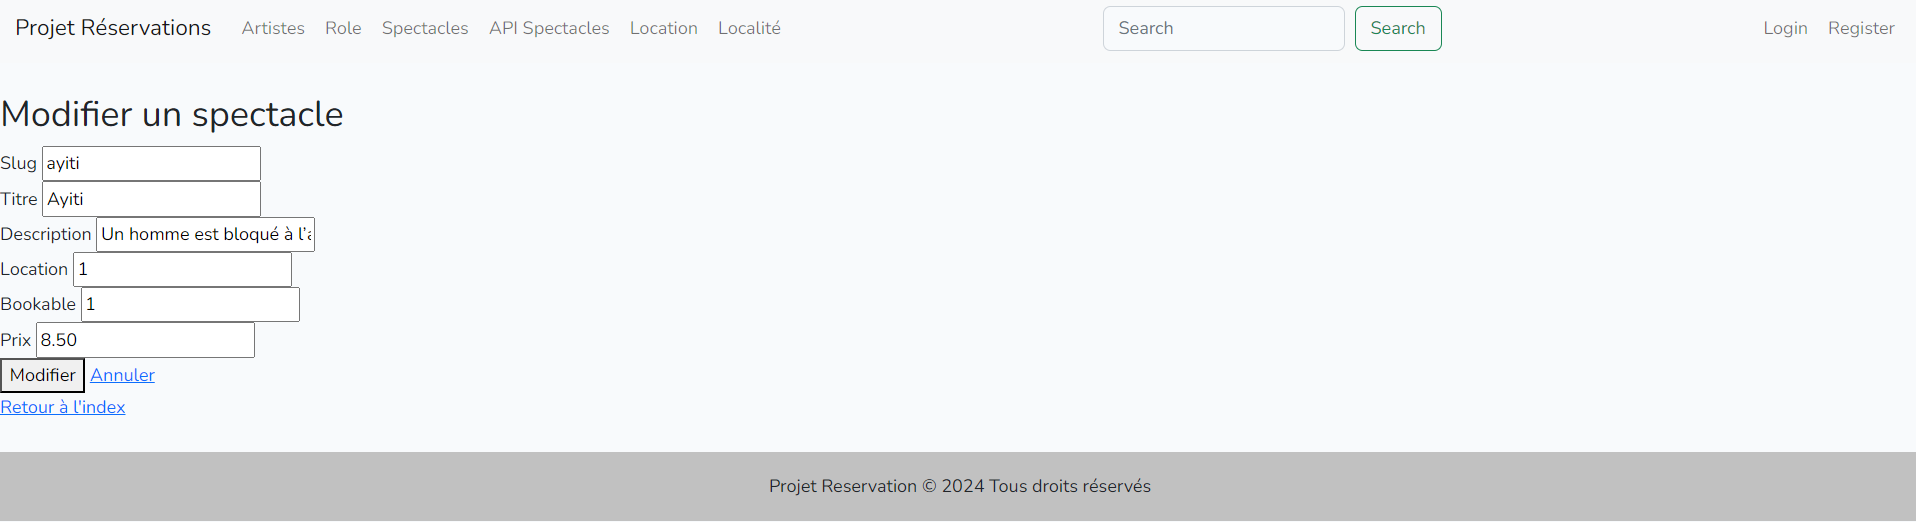 Projet Réservations Artistes Role Spectacles API Spectacles Location Localité Search Search Login Register
Modifier un spectacle
Slug ayiti
Titre Ayiti
Description Un homme est bloqué à l’a
Location 1
Bookable 1
Prix 8.50
Modifier Annuler
Retour à l'index
Projet Reservation © 2024 Tous droits réservés